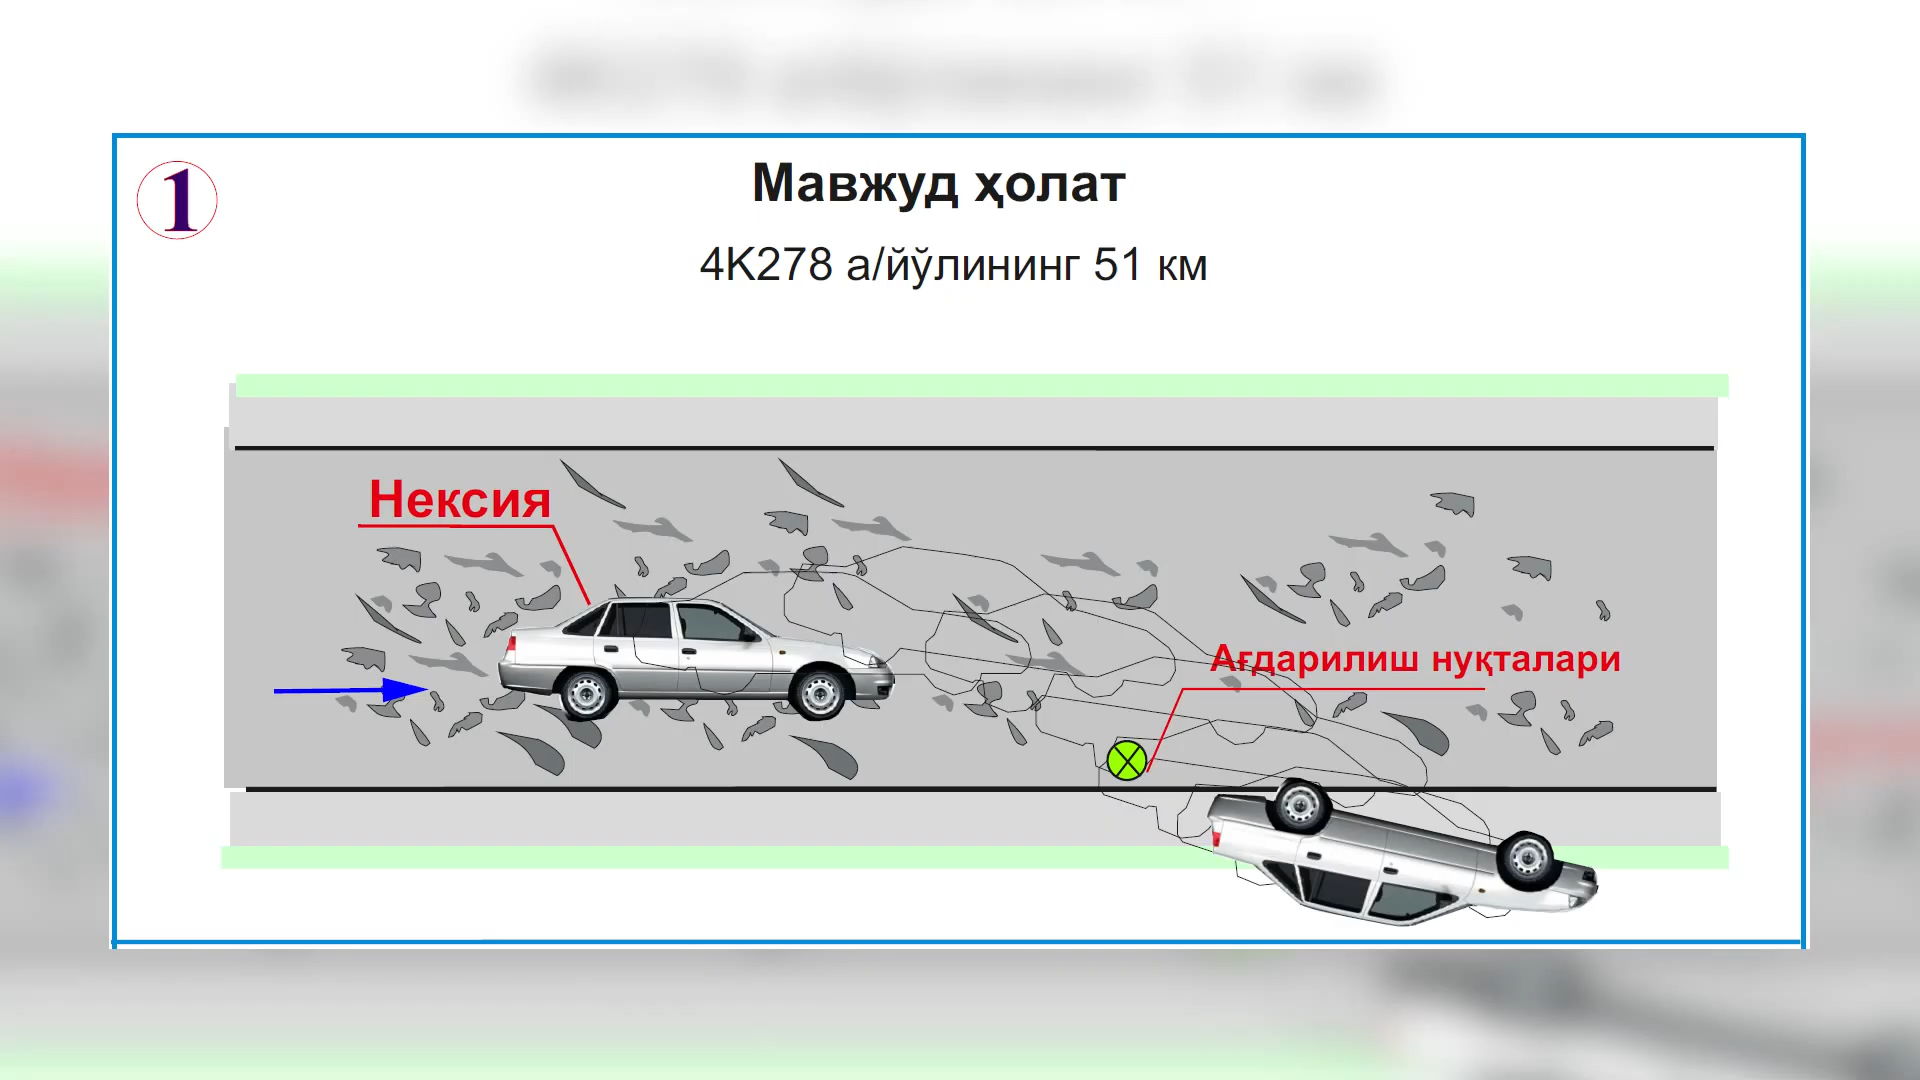 1
Мавжуд ҳолат
4К278 а/йўлининг 51 км
Нексия
Ағдарилиш нуқталари